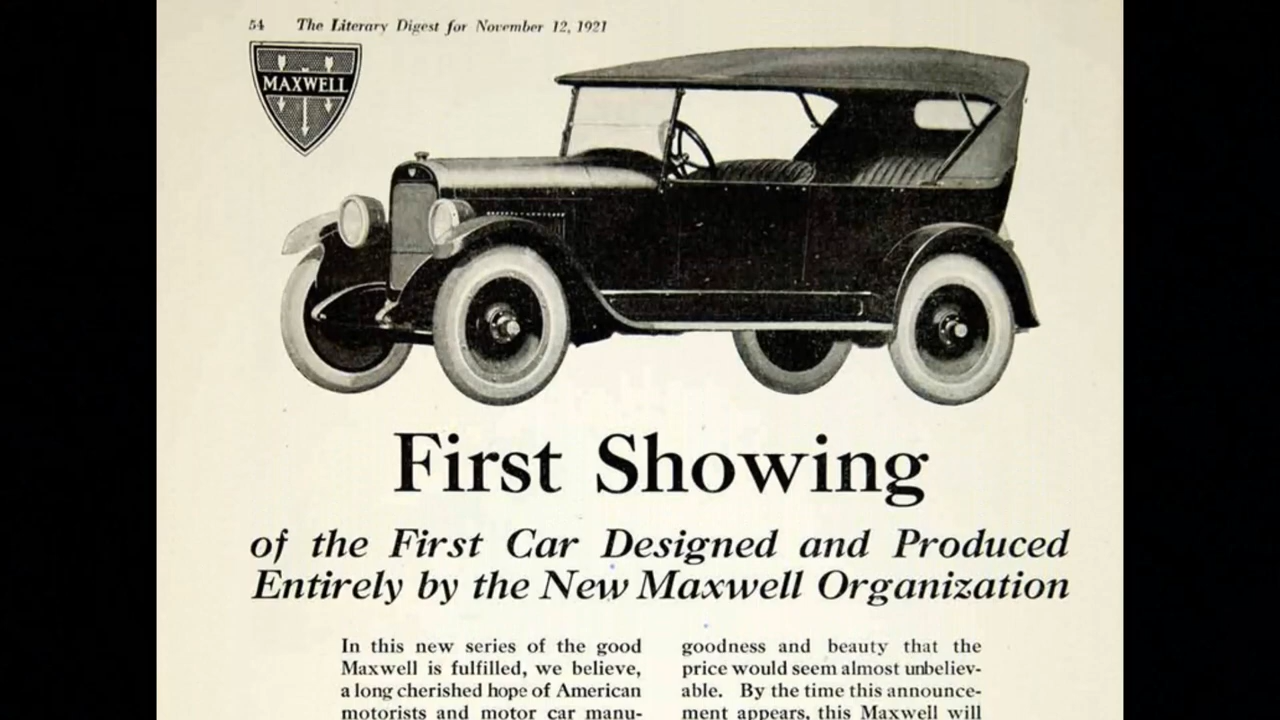 54 The Literary Digest for November 12, 1921
MAXWELL
First Showing
of the First Car Designed and Produced
Entirely by the New Maxwell Organization
In this new series of the good
Maxwell is fulfilled, we believe,
a long cherished hope of American
motorists and motor car manu-
goodness and beauty that the
price would seem almost unbeliev-
able. By the time this announce-
ment appears, this Maxwell will